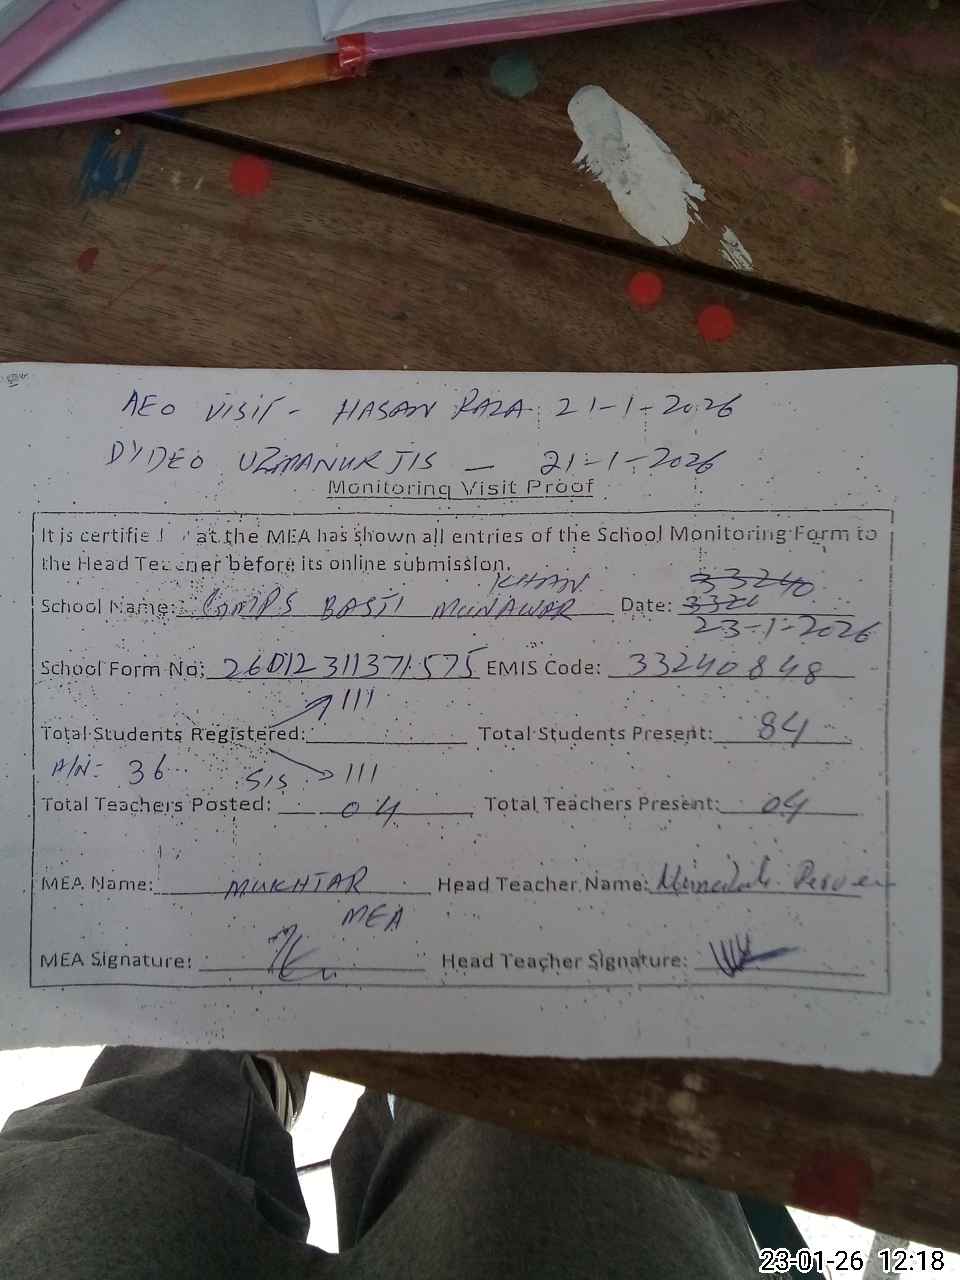 AEO VISIT - HASAN RAZA 21-1-2026
DYDEO UZMANURJIS - 21-1-2026
Monitoring Visit Proof
It is certifie at the MEA has shown all entries of the School Monitoring Form to
the Head Teacher before its online submission.
KHAN 33240
School Name: GMPS BASTI MUNAWAR Date: 3324
23-1-2026
School Form No: 26012311371575 EMIS Code: 33240848
111
Total Students Registered: Total Students Present: 84
A/N:- 36 SIS 111
Total Teachers Posted: 04 Total Teachers Present: 04
MEA Name: MUKHTAR Head Teacher Name:
MEA
MEA Signature: Head Teacher Signature:
23-01-26 12:18